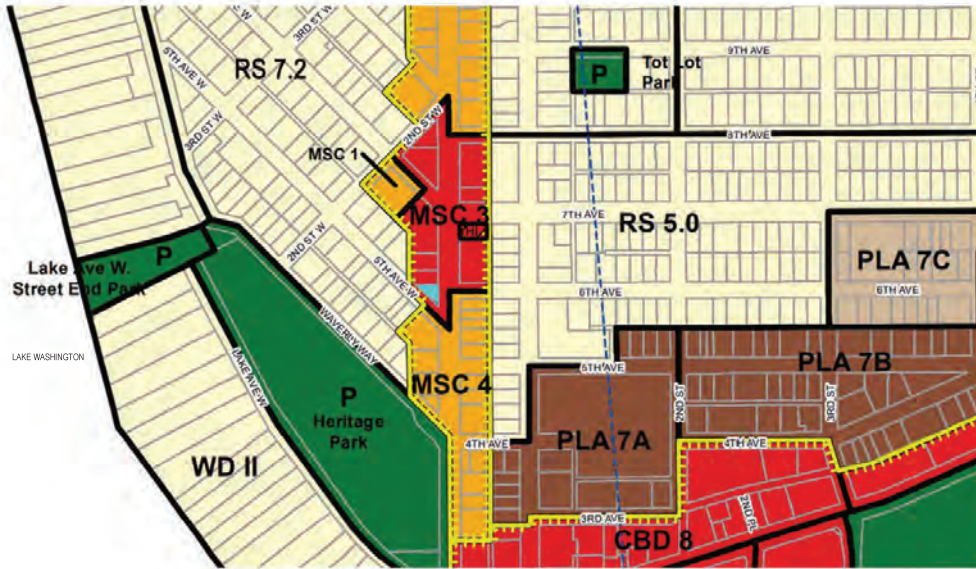 3RD ST W
9TH AVE
5TH AVE W
RS 7.2
P
Tot Lot
Park
3RD ST W
2ND ST W
8TH AVE
MSC 1
MSC 3
HL
7TH AVE
RS 5.0
2ND ST W
PLA 7C
P
Lake Ave W.
Street End Park
5TH AVE W
6TH AVE
6TH AVE
WAVERLY WAY
LAKE WASHINGTON
LAKE AVE W
MSC 4
5TH AVE
PLA 7B
P
Heritage
Park
2ND ST
3RD ST
4TH AVE
PLA 7A
4TH AVE
WD II
2ND PL
3RD AVE
CBD 8